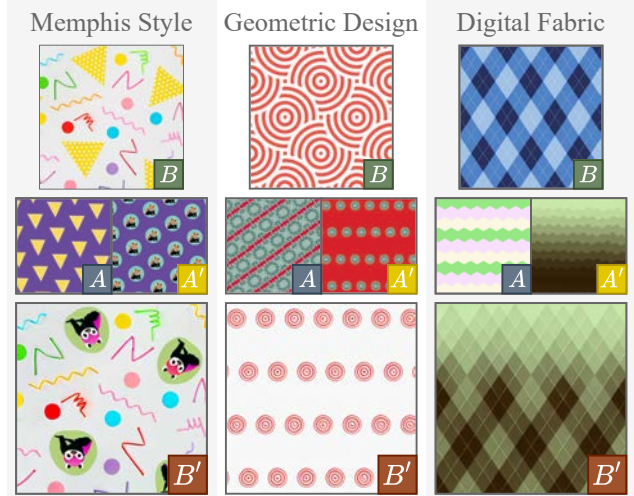 Memphis Style Geometric Design Digital Fabric
B B B
A A′ A A′ A A′
B′ B′ B′